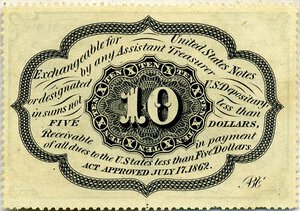 Exchangeable for United States Notes
by any Assistant Treasurer
or designated U.S. Depositary
in sums not less than
FIVE DOLLARS.
10
TEN
Receivable in payment
of all dues to the U. States less than Five Dollars.
ACT APPROVED JULY 17, 1862.